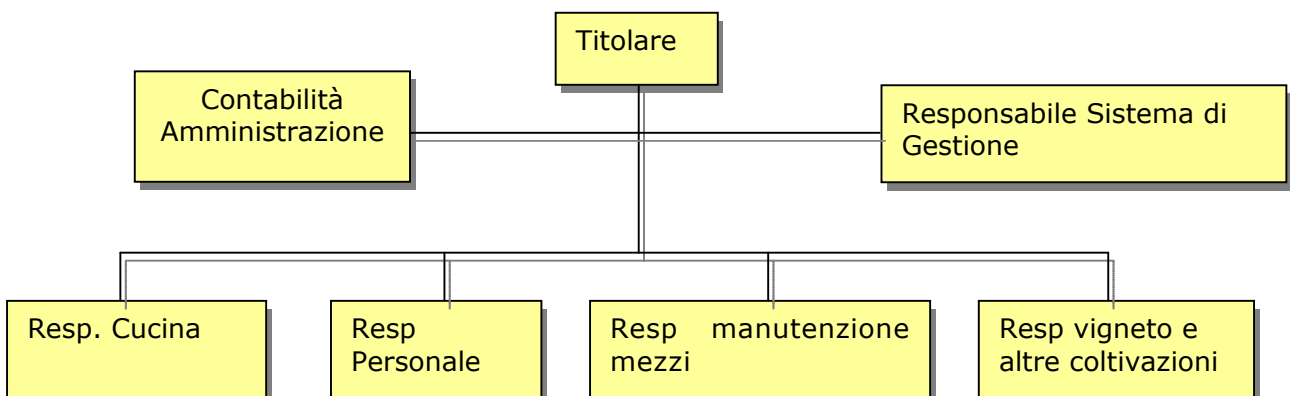 Titolare
Contabilità
Amministrazione
Responsabile Sistema di
Gestione
Resp. Cucina
Resp
Personale
Resp manutenzione
mezzi
Resp vigneto e
altre coltivazioni